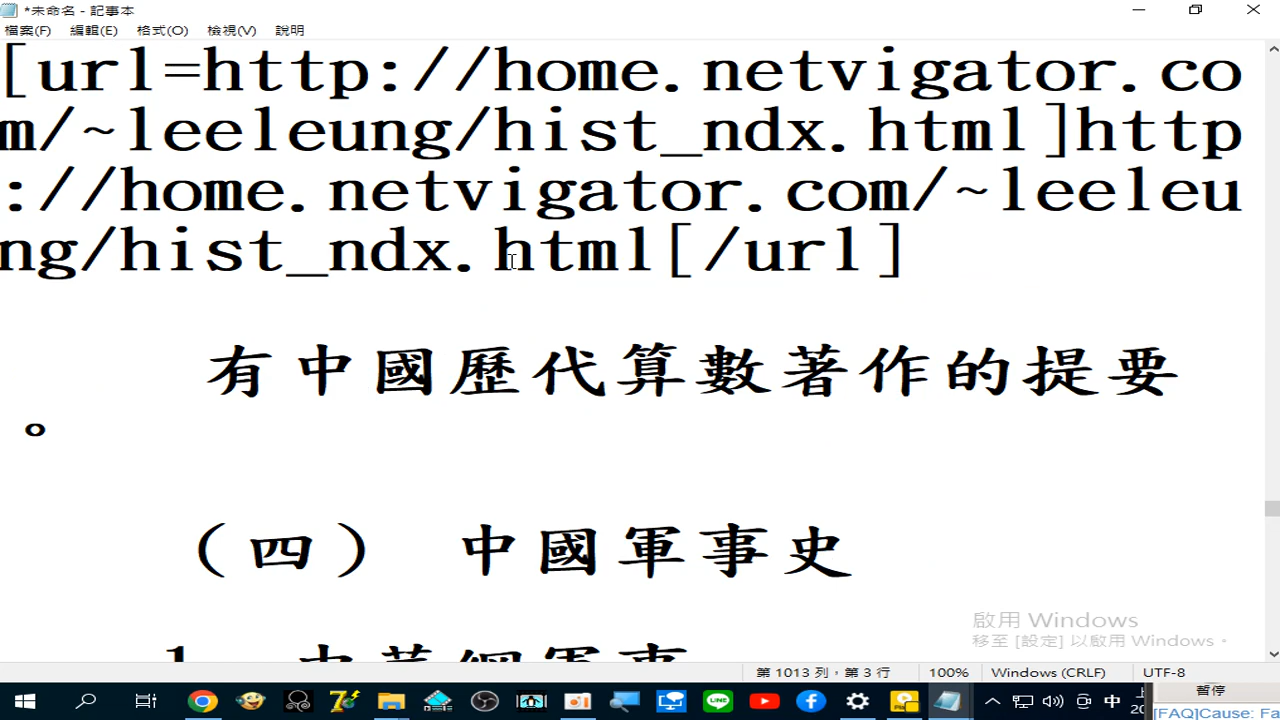 *未命名 - 記事本
檔案(F) 編輯(E) 格式(O) 檢視(V) 說明
[url=http://home.netvigator.co
m/~leeleung/hist_ndx.html]http
://home.netvigator.com/~leeleu
ng/hist_ndx.html[/url]
有中國歷代算數著作的提要
。
(四) 中國軍事史
啟用 Windows
移至 [設定] 以啟用 Windows。
第 1013 列，第 3 行 100% Windows (CRLF) UTF-8
暫停
中
[FAQ]Cause: Fa